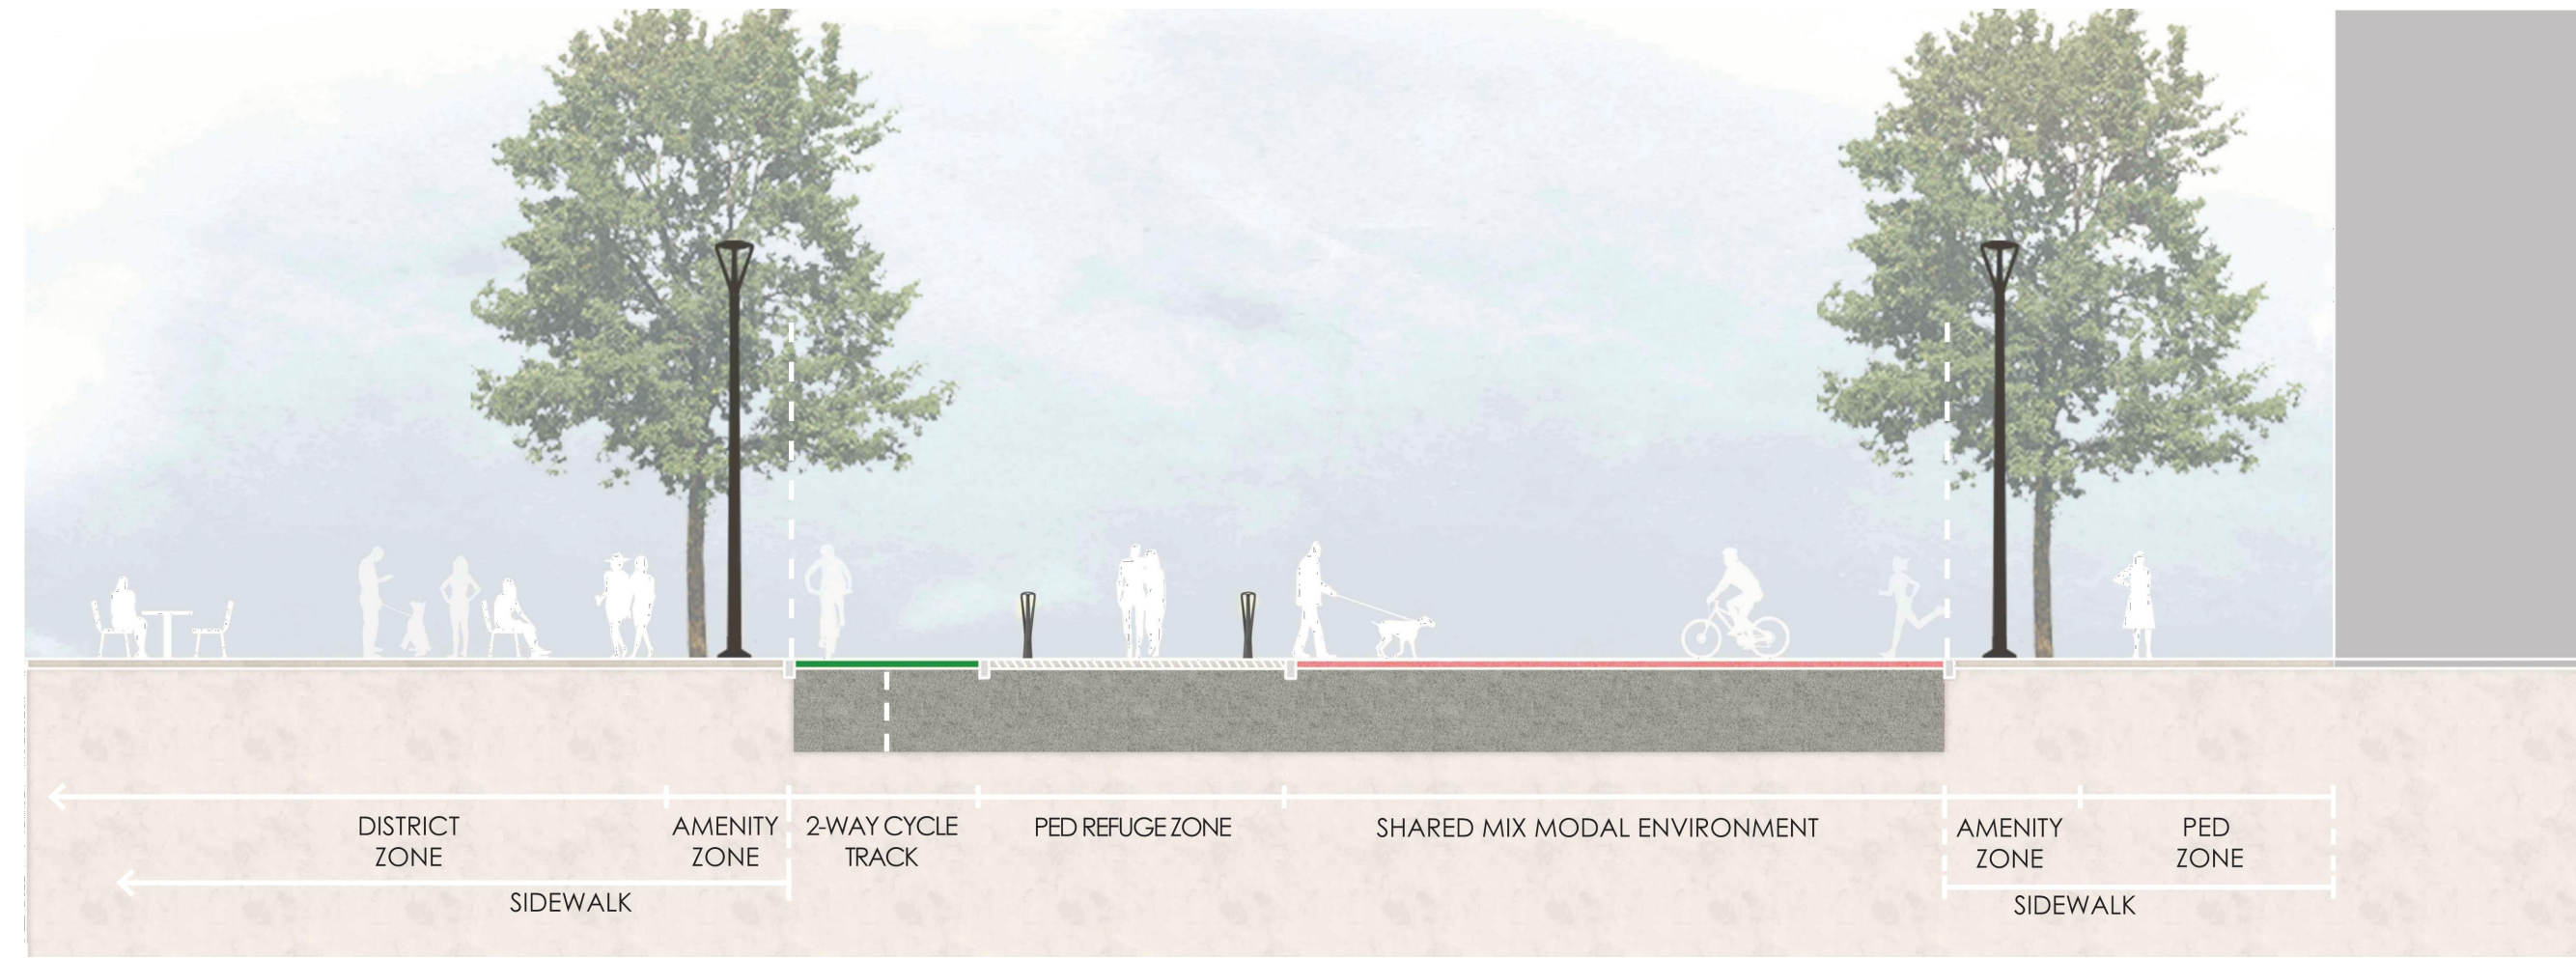 DISTRICT
ZONE
AMENITY
ZONE
2-WAY CYCLE
TRACK
PED REFUGE ZONE
SHARED MIX MODAL ENVIRONMENT
AMENITY
ZONE
PED
ZONE
SIDEWALK
SIDEWALK